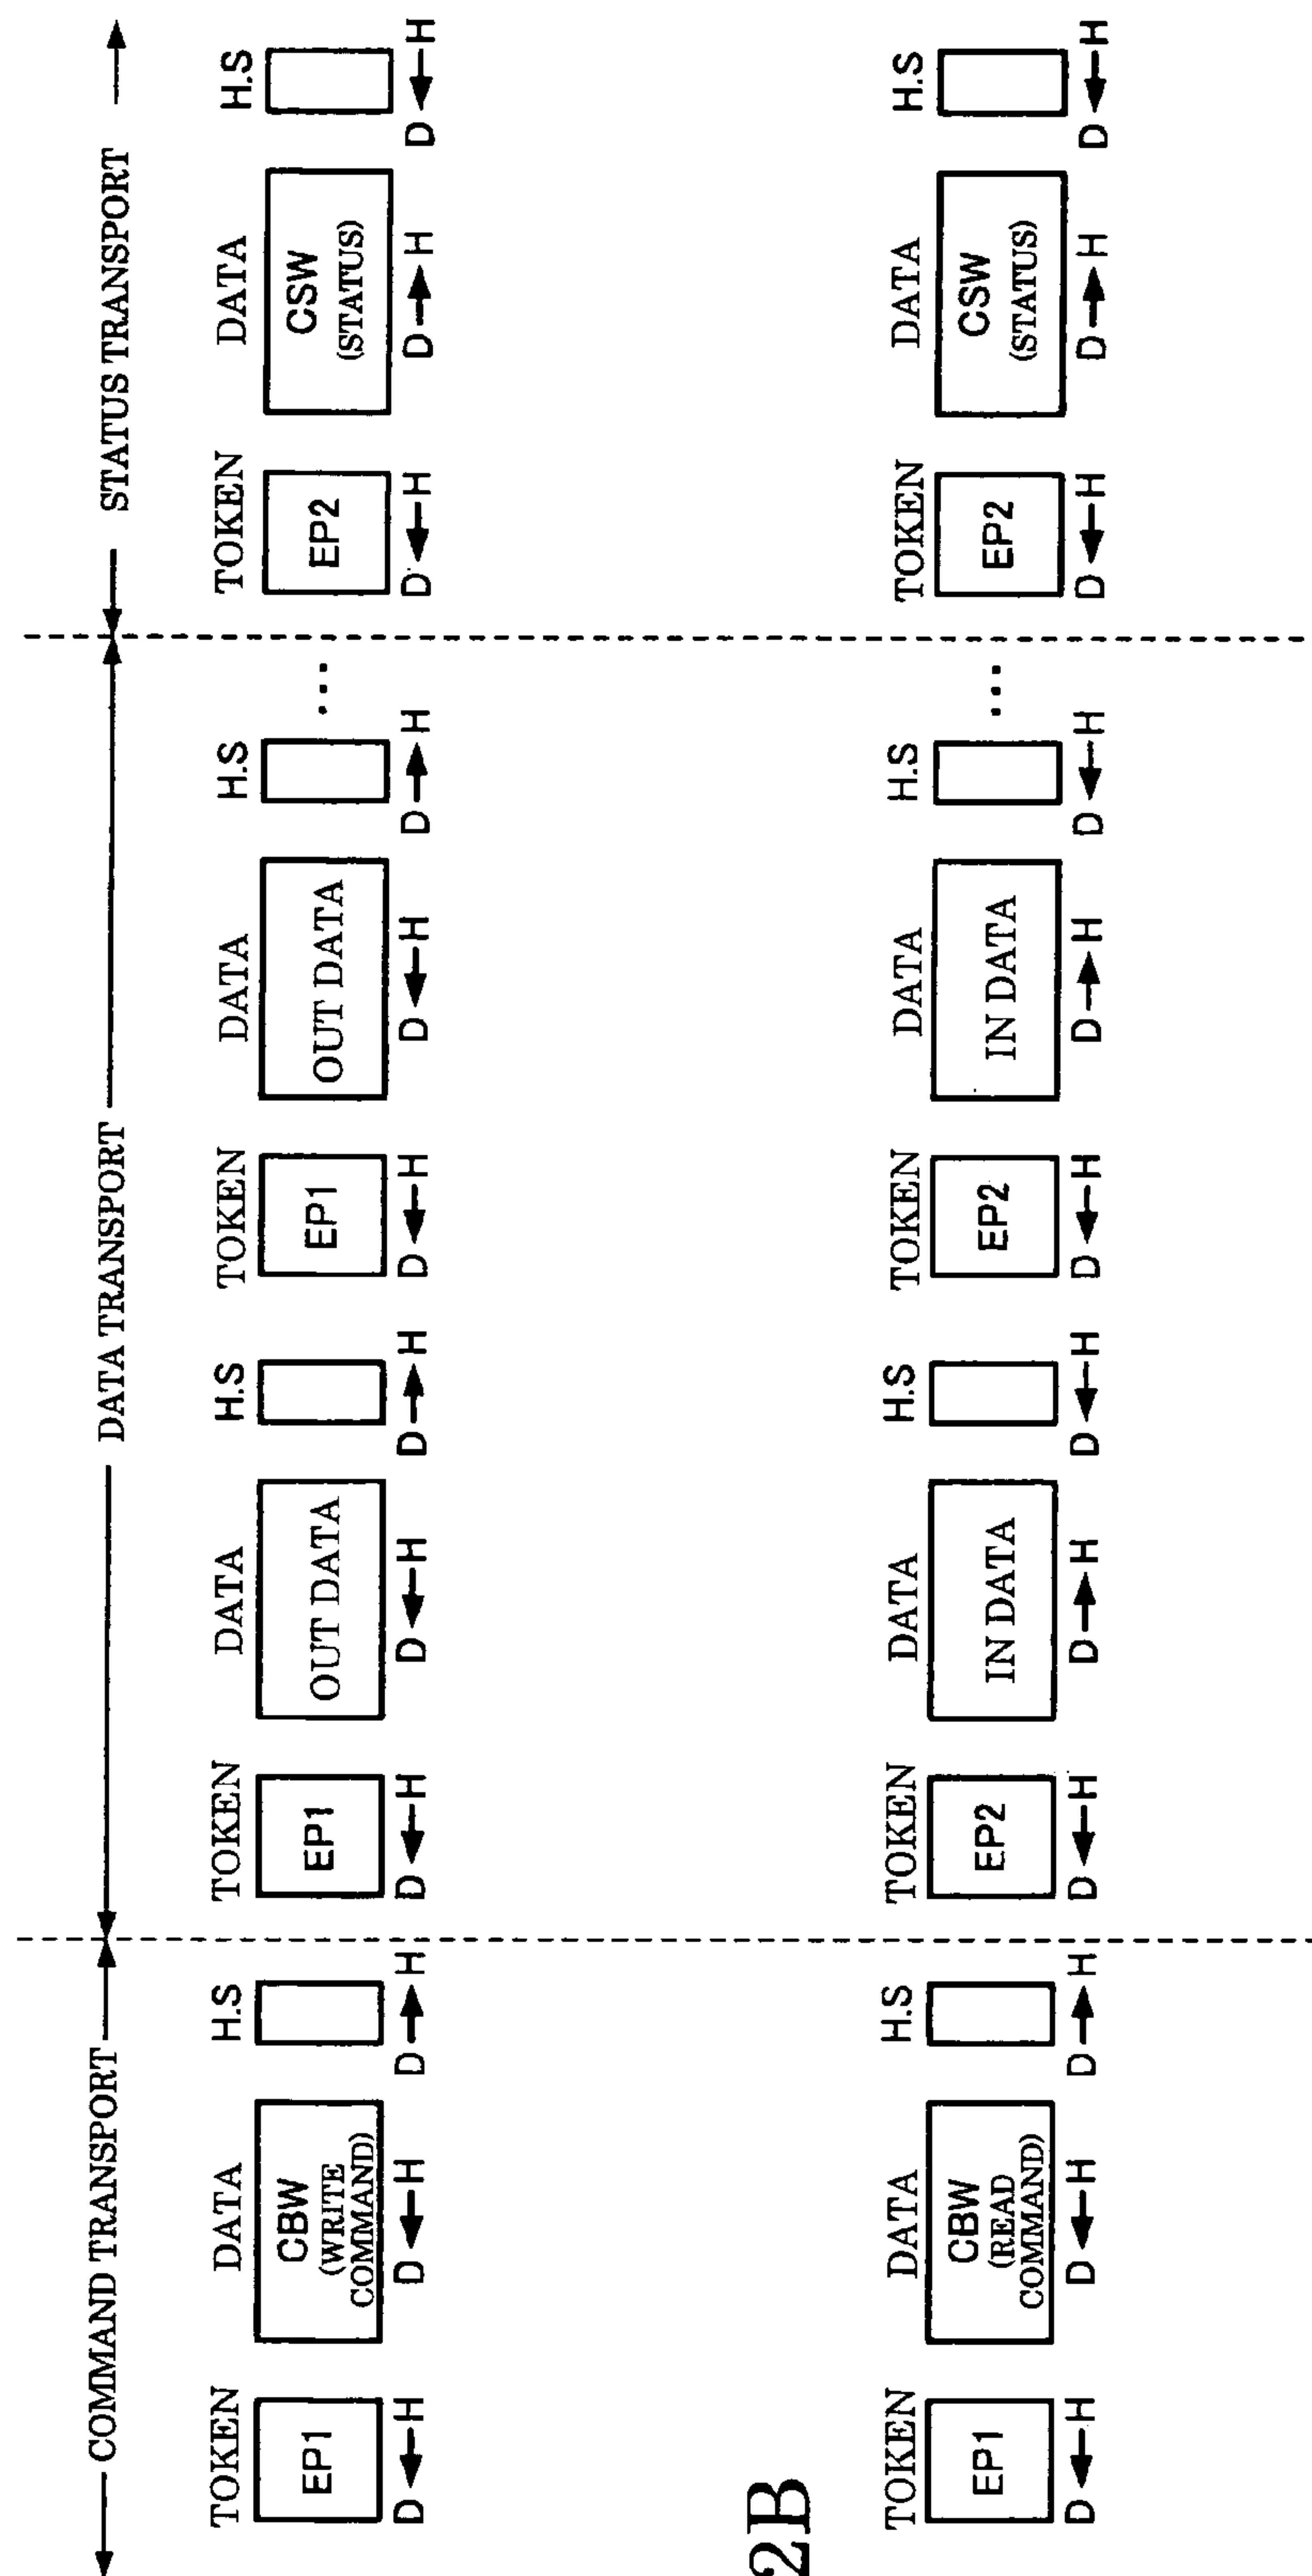 COMMAND TRANSPORT DATA TRANSPORT STATUS TRANSPORT
TOKEN DATA H.S TOKEN DATA H.S TOKEN DATA H.S TOKEN DATA H.S
EP1 CBW EP1 OUT DATA EP1 OUT DATA ... EP2 CSW
(WRITE (STATUS)
COMMAND)
D←H D←H D→H D←H D←H D→H D←H D←H D→H D←H D→H D←H
2B
TOKEN DATA H.S TOKEN DATA H.S TOKEN DATA H.S TOKEN DATA H.S
EP1 CBW EP2 IN DATA EP2 IN DATA ... EP2 CSW
(READ (STATUS)
COMMAND)
D←H D←H D→H D←H D→H D←H D←H D→H D←H D←H D→H D←H